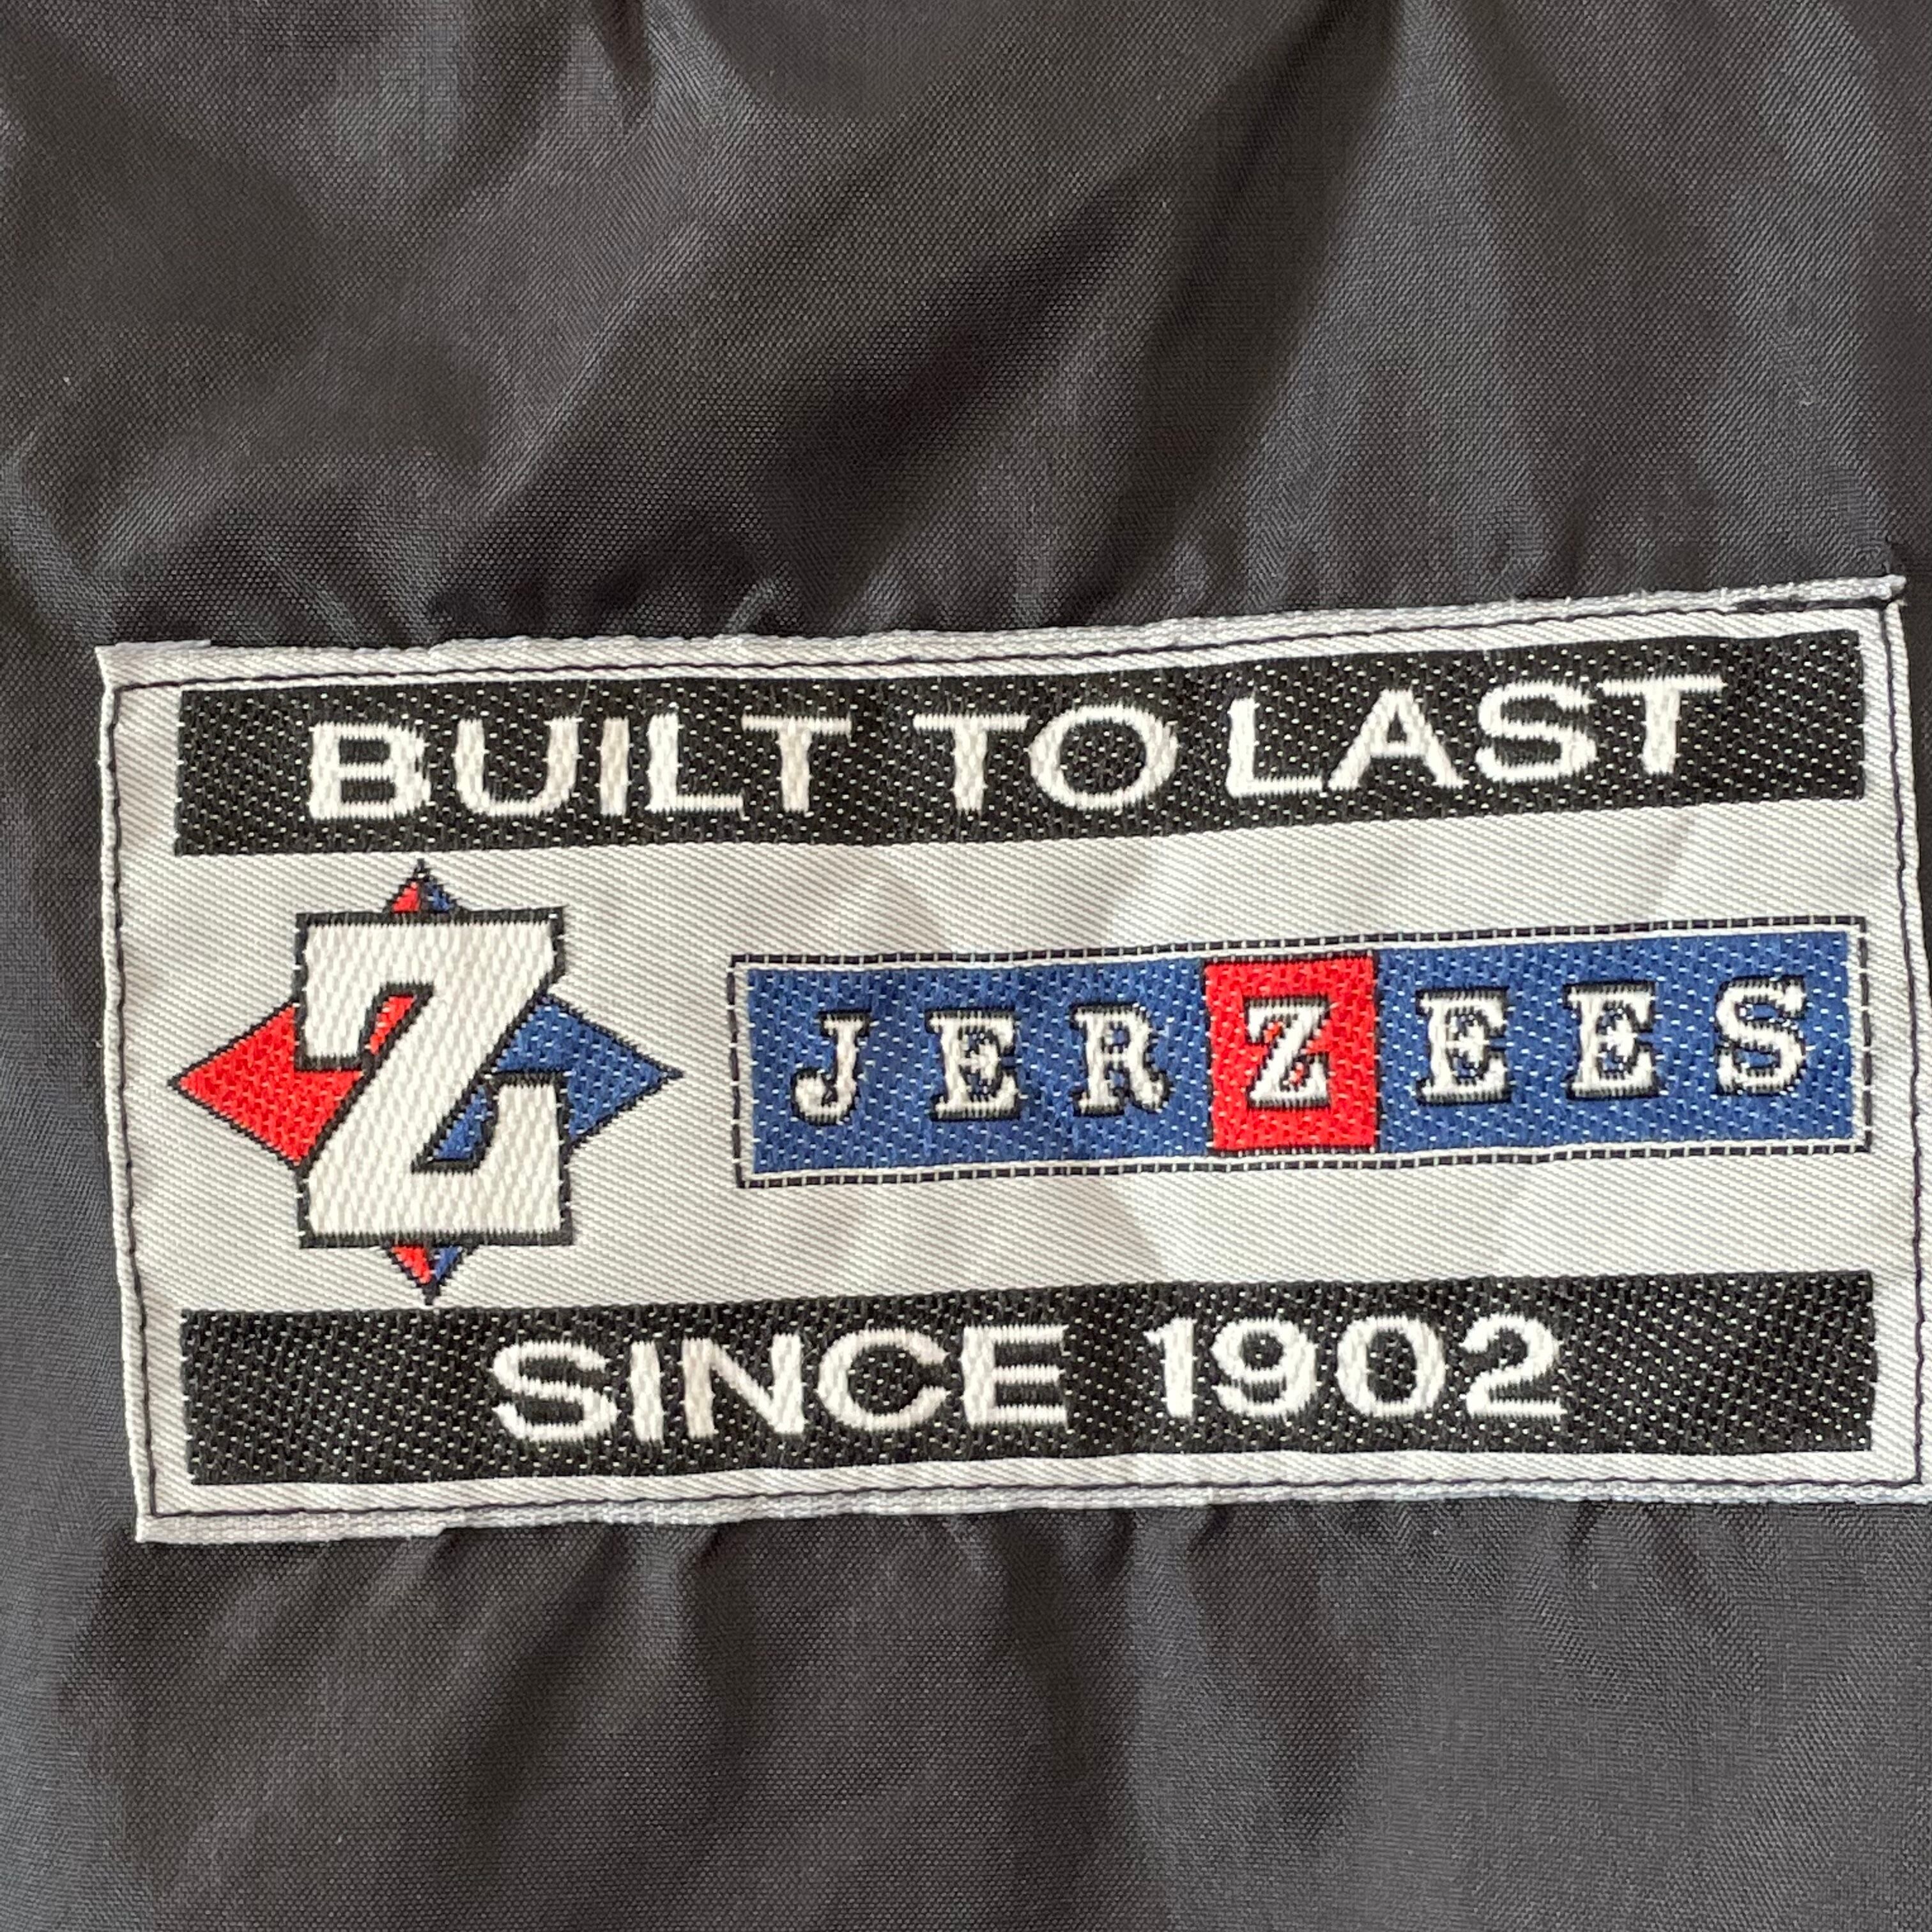 BUILT TO LAST
Z
JERZEES
SINCE 1902